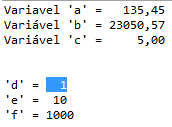 Variavel 'a' =   135,45
Variável 'b' = 23050,57
Variável 'c' =     5,00
'd' =    1
'e' =   10
'f' = 1000